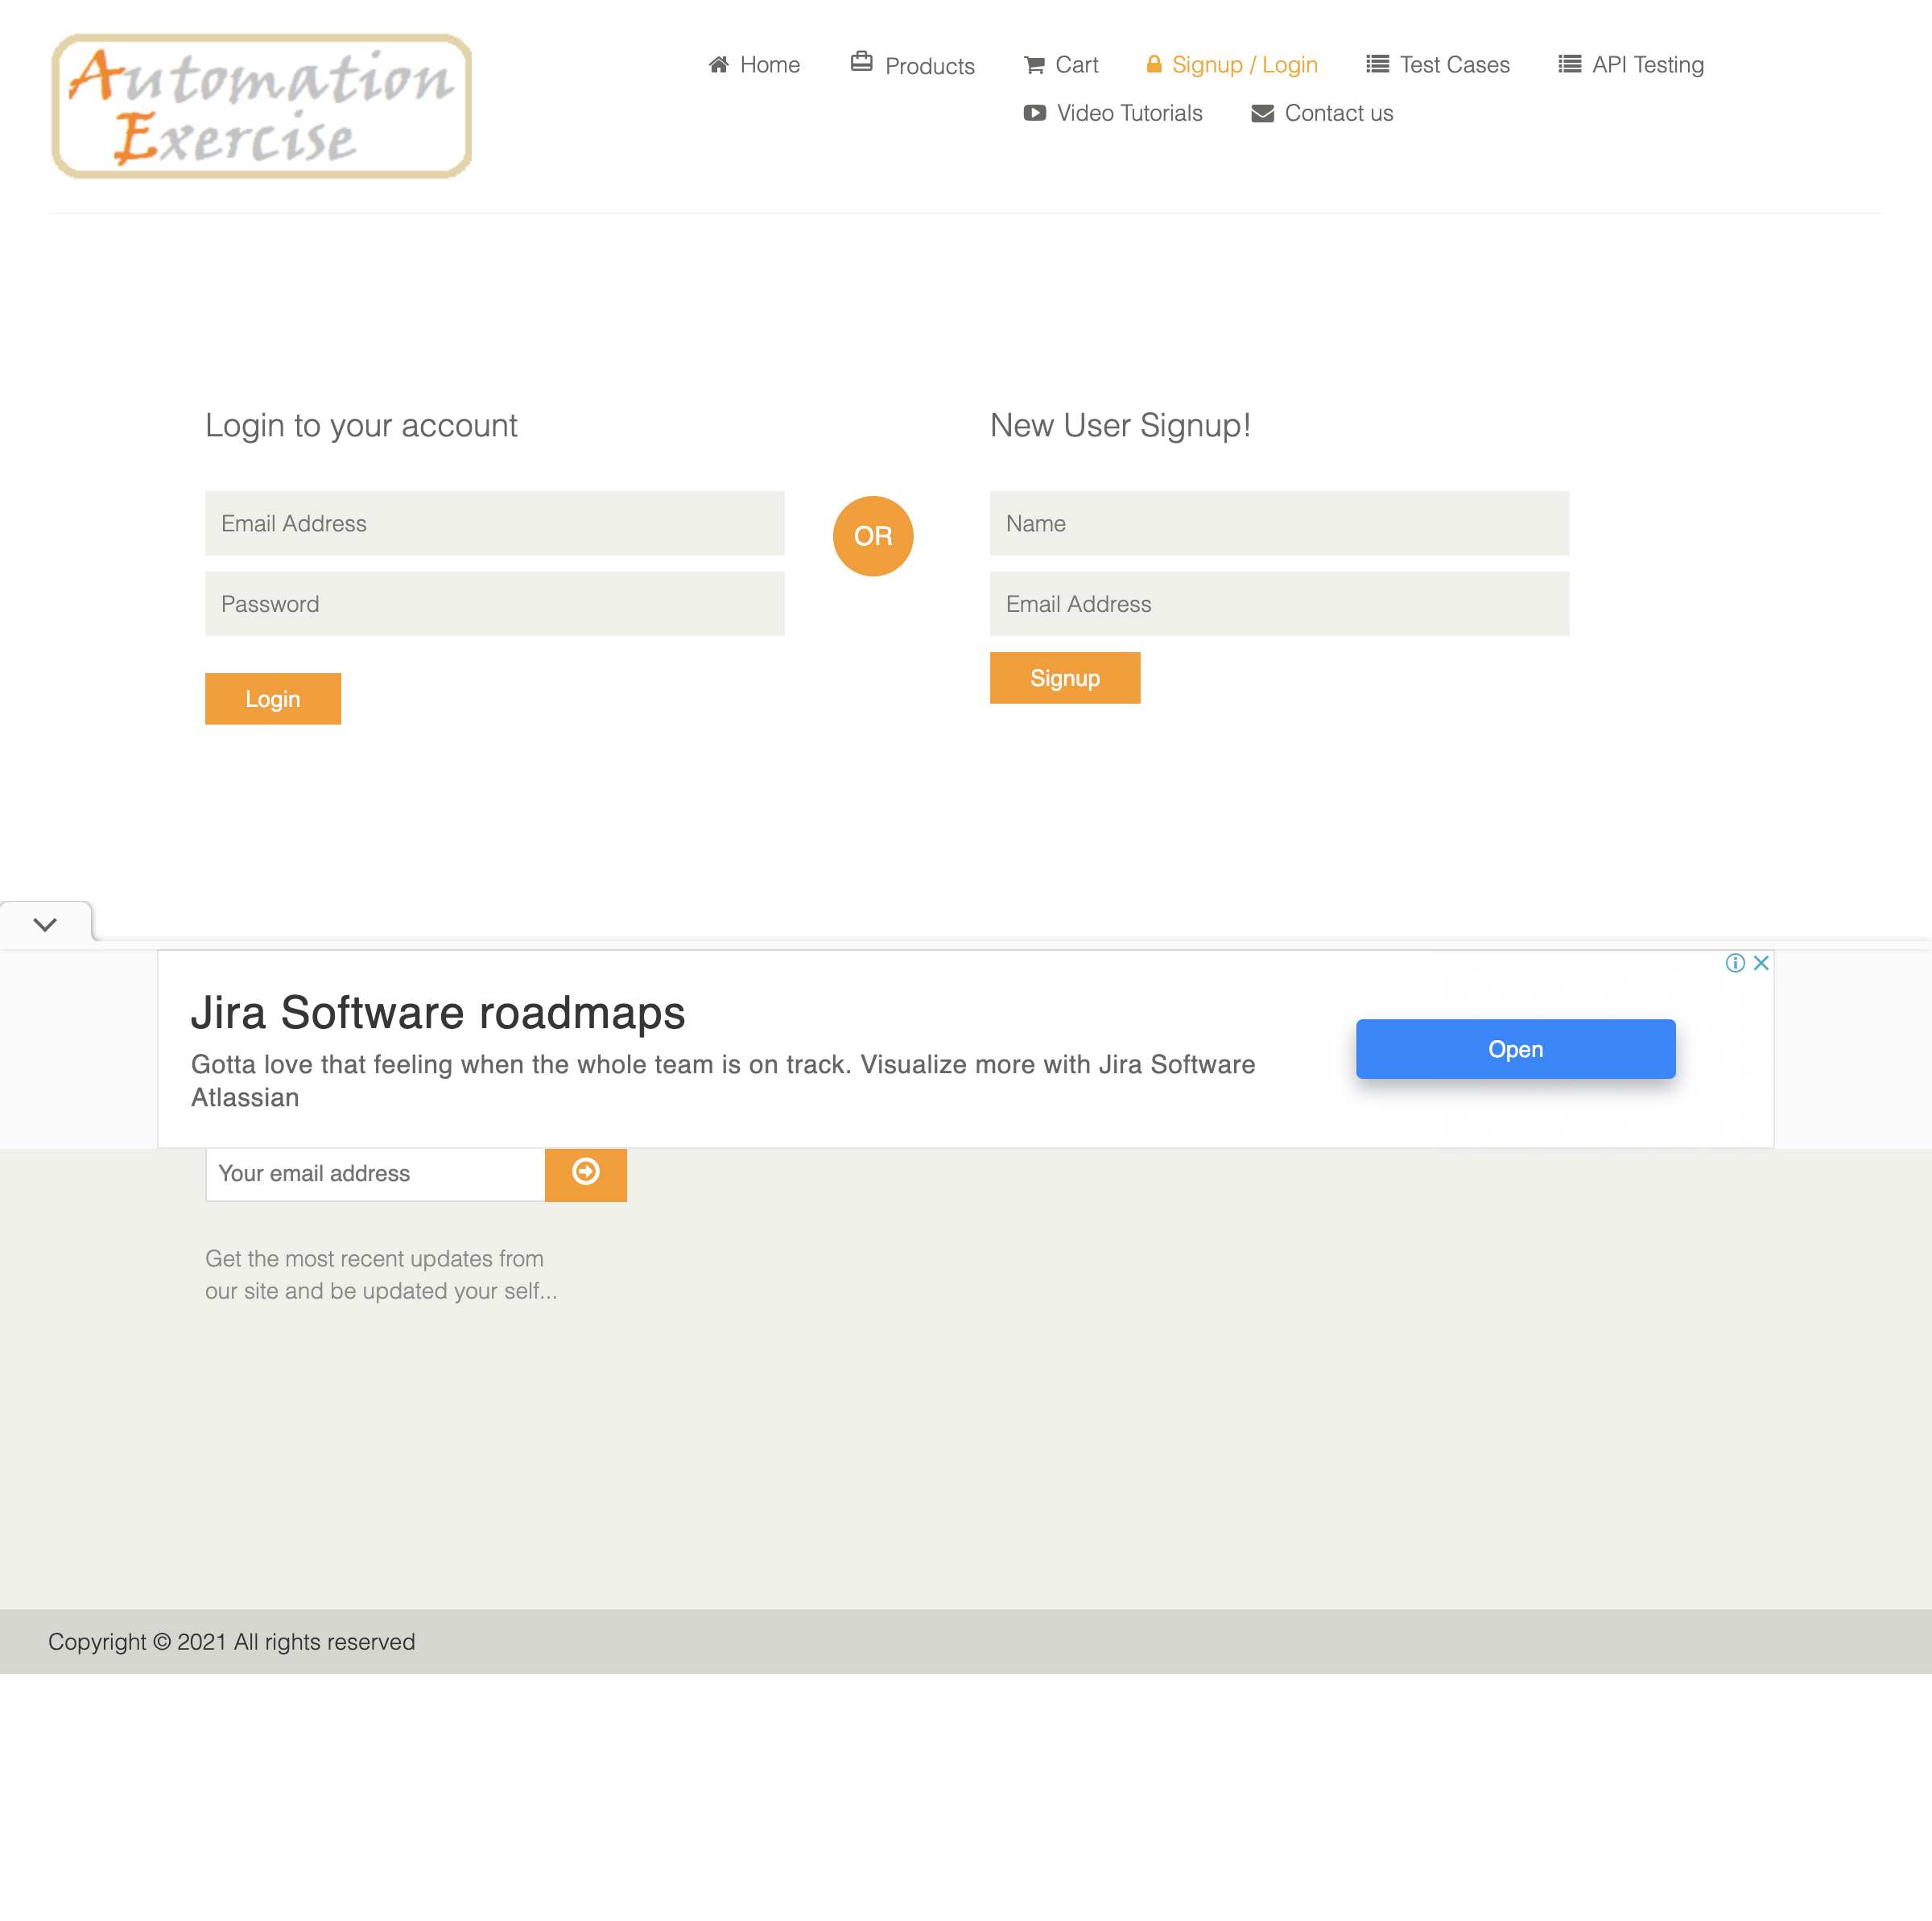 Automation
Exercise
Home
Products
Cart
Signup / Login
Test Cases
API Testing
Video Tutorials
Contact us
Login to your account
Email Address
Password
Login
OR
New User Signup!
Name
Email Address
Signup
Jira Software roadmaps
Gotta love that feeling when the whole team is on track. Visualize more with Jira Software
Atlassian
Open
Your email address
Get the most recent updates from
our site and be updated your self...
Copyright © 2021 All rights reserved